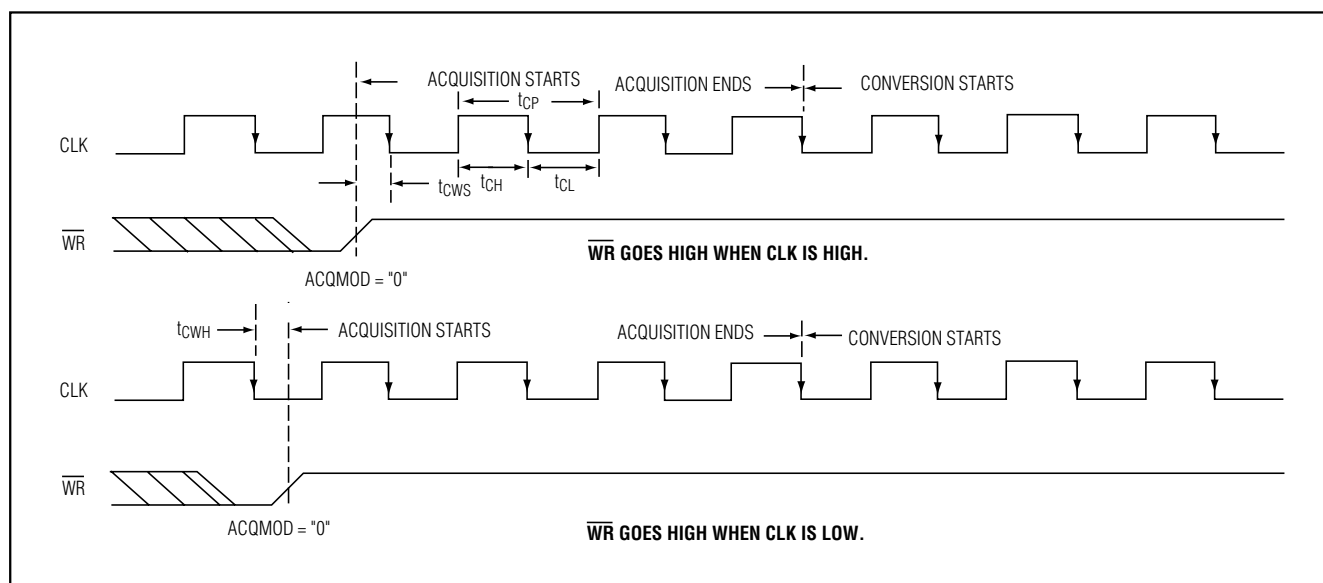 ACQUISITION STARTS
ACQUISITION ENDS
CONVERSION STARTS
tCP
CLK
tCWS
tCH
tCL
WR
WR GOES HIGH WHEN CLK IS HIGH.
ACQMOD = "0"
tCWH
ACQUISITION STARTS
ACQUISITION ENDS
CONVERSION STARTS
CLK
WR
ACQMOD = "0"
WR GOES HIGH WHEN CLK IS LOW.